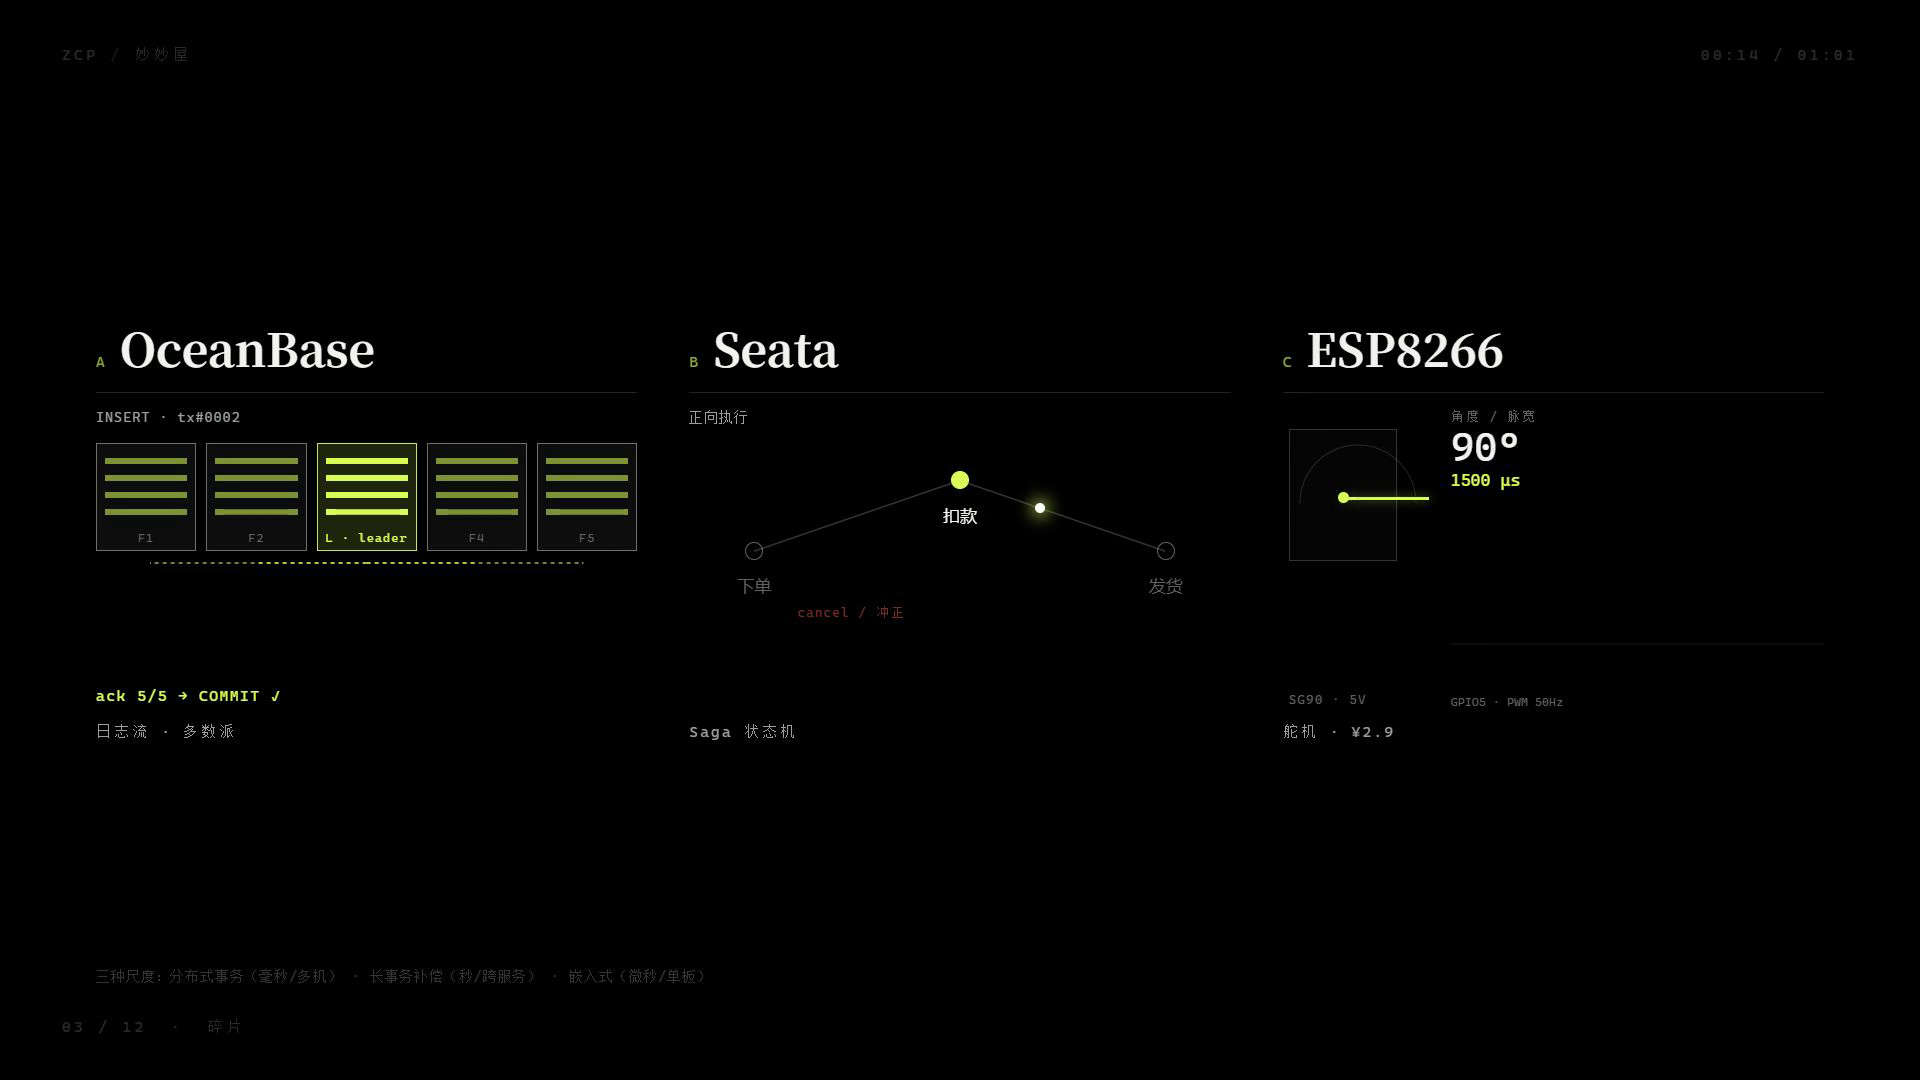 ZCP / 妙妙屋
00:14 / 01:01
A OceanBase
INSERT · tx#0002
F1
F2
L · leader
F4
F5
ack 5/5 → COMMIT ✓
日志流 · 多数派
B Seata
正向执行
扣款
下单
发货
cancel / 冲正
Saga 状态机
C ESP8266
角度 / 脉宽
90°
1500 μs
SG90 · 5V
GPIO5 · PWM 50Hz
舵机 · ¥2.9
三种尺度: 分布式事务（毫秒/多机） · 长事务补偿（秒/跨服务） · 嵌入式（微秒/单板）
03 / 12 · 碎片